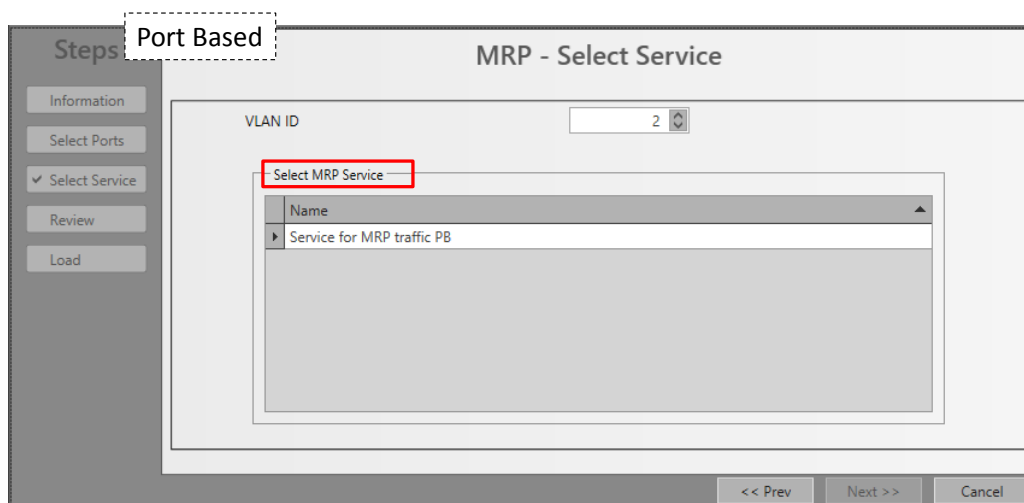 Port Based
Steps
MRP - Select Service
Information
Select Ports
Select Service
Review
Load
VLAN ID
2
Select MRP Service
Name
Service for MRP traffic PB
<< Prev
Next >>
Cancel